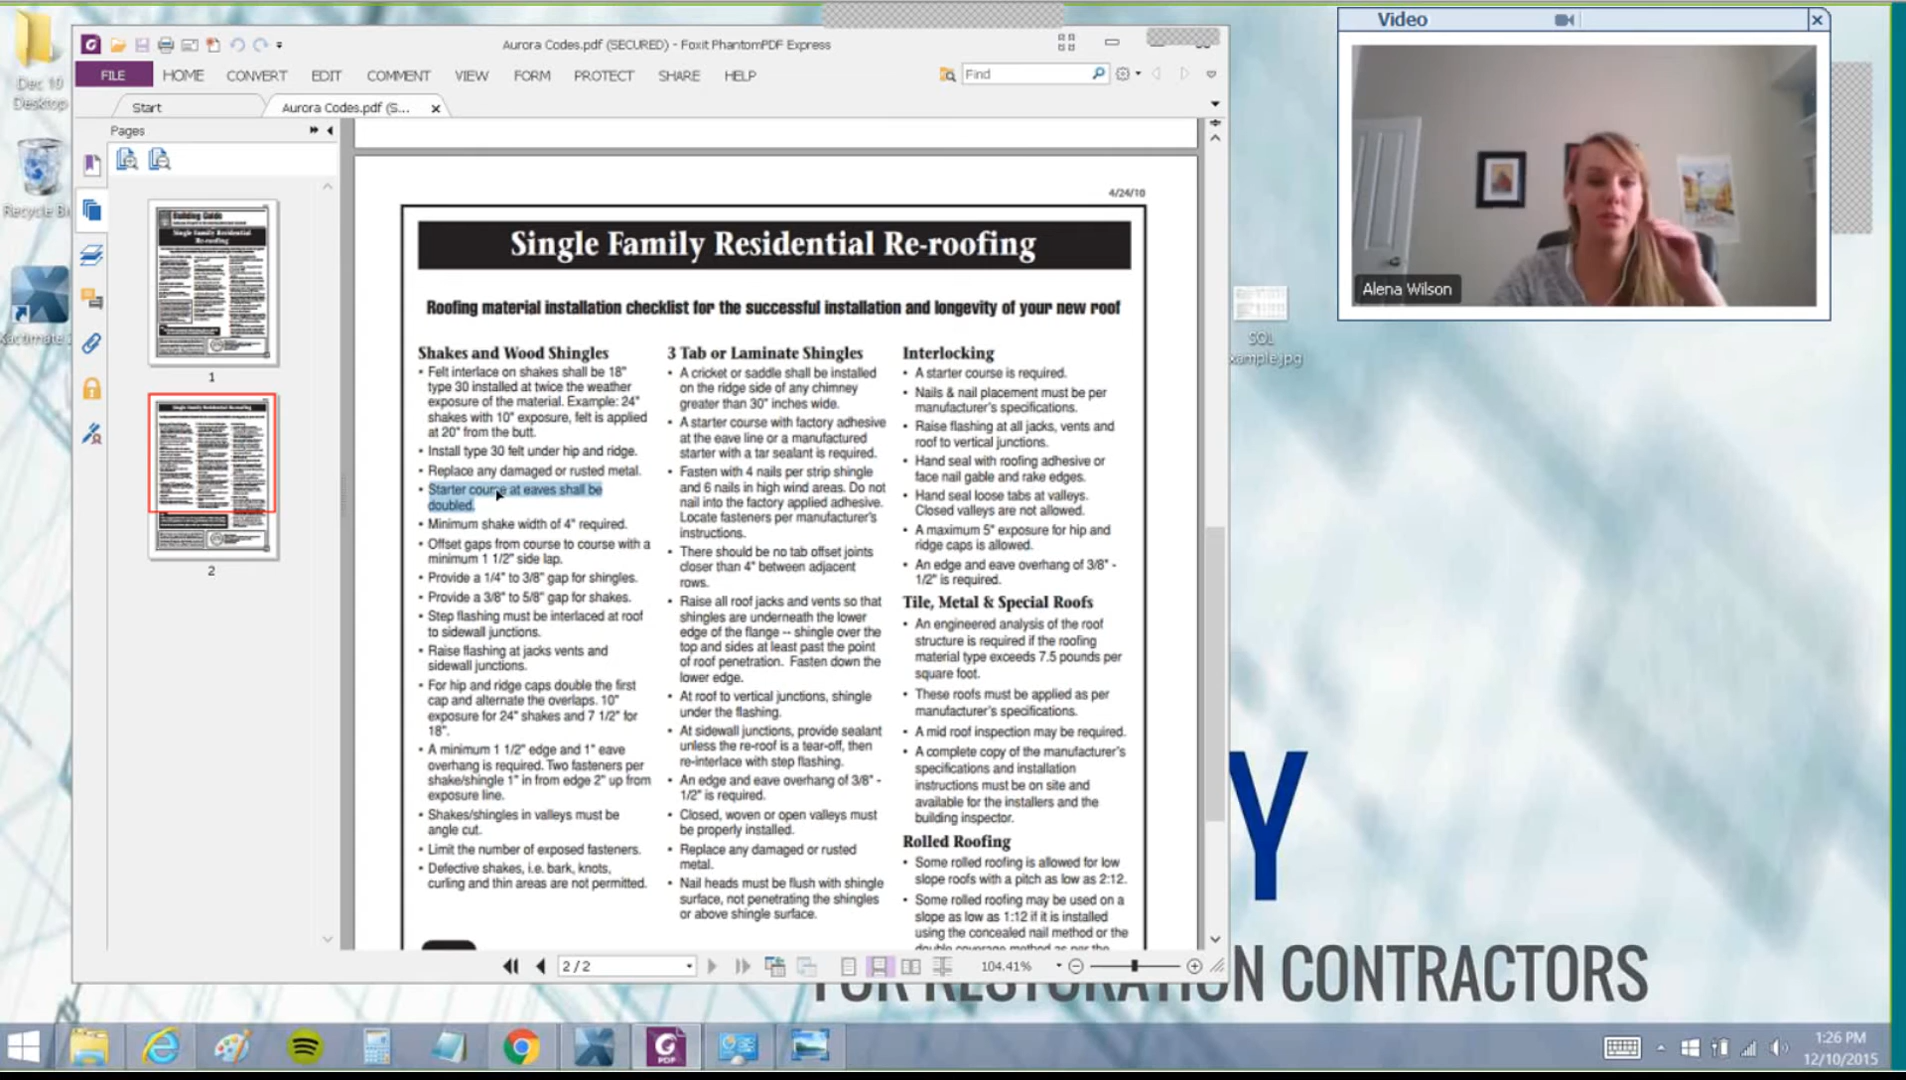 Aurora Codes.pdf (SECURED) - Foxit PhantomPDF Express
FILE HOME CONVERT EDIT COMMENT VIEW FORM PROTECT SHARE HELP
Find
Start
Aurora Codes.pdf (S...
Pages
Building Guide
Single Family Residential
Re-roofing
1
2
4/24/10
Single Family Residential Re-roofing
Roofing material installation checklist for the successful installation and longevity of your new roof
Shakes and Wood Shingles
• Felt interlace on shakes shall be 18"
type 30 installed at twice the weather
exposure of the material. Example: 24"
shakes with 10" exposure, felt is applied
at 20" from the butt.
• Install type 30 felt under hip and ridge.
• Replace any damaged or rusted metal.
• Starter course at eaves shall be
doubled.
• Minimum shake width of 4" required.
• Offset gaps from course to course with a
minimum 1 1/2" side lap.
• Provide a 1/4" to 3/8" gap for shingles.
• Provide a 3/8" to 5/8" gap for shakes.
• Step flashing must be interlaced at roof
to sidewall junctions.
• Raise flashing at jacks vents and
sidewall junctions.
• For hip and ridge caps double the first
cap and alternate the overlaps. 10"
exposure for 24" shakes and 7 1/2" for
18".
• A minimum 1 1/2" edge and 1" eave
overhang is required. Two fasteners per
shake/shingle 1" in from edge 2" up from
exposure line.
• Shakes/shingles in valleys must be
angle cut.
• Limit the number of exposed fasteners.
• Defective shakes, i.e. bark, knots,
curling and thin areas are not permitted.
3 Tab or Laminate Shingles
• A cricket or saddle shall be installed
on the ridge side of any chimney
greater than 30" inches wide.
• A starter course with factory adhesive
at the eave line or a manufactured
starter with a tar sealant is required.
• Fasten with 4 nails per strip shingle
and 6 nails in high wind areas. Do not
nail into the factory applied adhesive.
Locate fasteners per manufacturer's
instructions.
• There should be no tab offset joints
closer than 4" between adjacent
rows.
• Raise all roof jacks and vents so that
shingles are underneath the lower
edge of the flange -- shingle over the
top and sides at least past the point
of roof penetration. Fasten down the
lower edge.
• At roof to vertical junctions, shingle
under the flashing.
• At sidewall junctions, provide sealant
unless the re-roof is a tear-off, then
re-interlace with step flashing.
• An edge and eave overhang of 3/8" -
1/2" is required.
• Closed, woven or open valleys must
be properly installed.
• Replace any damaged or rusted
metal.
• Nail heads must be flush with shingle
surface, not penetrating the shingles
or above shingle surface.
Interlocking
• A starter course is required.
• Nails & nail placement must be per
manufacturer's specifications.
• Raise flashing at all jacks, vents and
roof to vertical junctions.
• Hand seal with roofing adhesive or
face nail gable and rake edges.
• Hand seal loose tabs at valleys.
Closed valleys are not allowed.
• A maximum 5" exposure for hip and
ridge caps is allowed.
• An edge and eave overhang of 3/8" -
1/2" is required.
Tile, Metal & Special Roofs
• An engineered analysis of the roof
structure is required if the roofing
material type exceeds 7.5 pounds per
square foot.
• These roofs must be applied as per
manufacturer's specifications.
• A mid roof inspection may be required.
• A complete copy of the manufacturer's
specifications and installation
instructions must be on site and
available for the installers and the
building inspector.
Rolled Roofing
• Some rolled roofing is allowed for low
slope roofs with a pitch as low as 2:12.
• Some rolled roofing may be used on a
slope as low as 1:12 if it is installed
using the concealed nail method or the
double coverage method as per the
2 / 2
104.41%
Video
Alena Wilson
Dec 10
Desktop
Recycle Bi
Xactimate
SOL
xample.jpg
Y
FOR RESTORATION CONTRACTORS
PDF
1:26 PM
12/10/2015